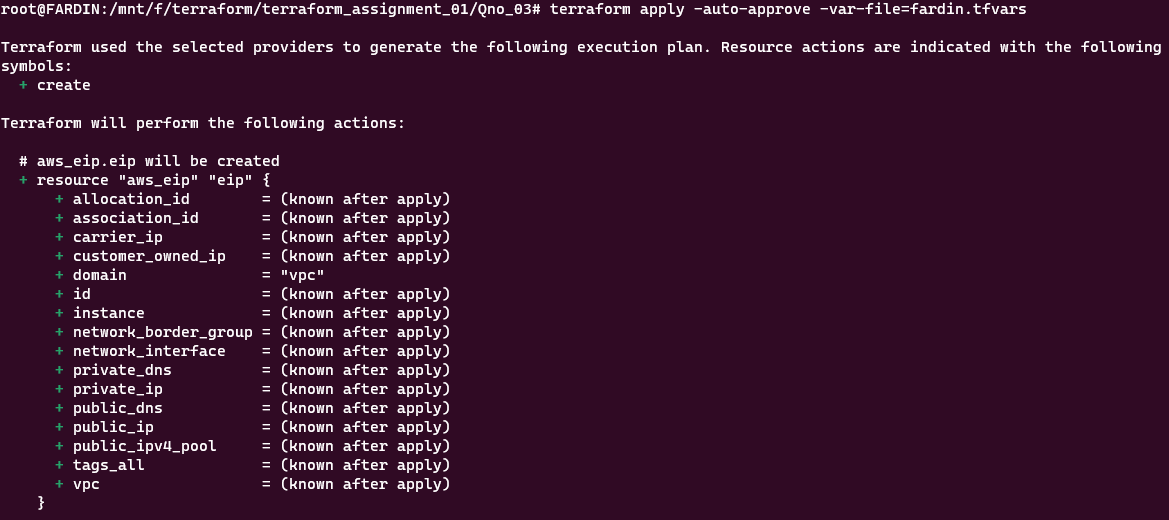 root@FARDIN:/mnt/f/terraform/terraform_assignment_01/Qno_03# terraform apply -auto-approve -var-file=fardin.tfvars
Terraform used the selected providers to generate the following execution plan. Resource actions are indicated with the following
symbols:
  + create
Terraform will perform the following actions:
  # aws_eip.eip will be created
  + resource "aws_eip" "eip" {
      + allocation_id        = (known after apply)
      + association_id       = (known after apply)
      + carrier_ip           = (known after apply)
      + customer_owned_ip    = (known after apply)
      + domain               = "vpc"
      + id                   = (known after apply)
      + instance             = (known after apply)
      + network_border_group = (known after apply)
      + network_interface    = (known after apply)
      + private_dns          = (known after apply)
      + private_ip           = (known after apply)
      + public_dns           = (known after apply)
      + public_ip            = (known after apply)
      + public_ipv4_pool     = (known after apply)
      + tags_all             = (known after apply)
      + vpc                  = (known after apply)
    }